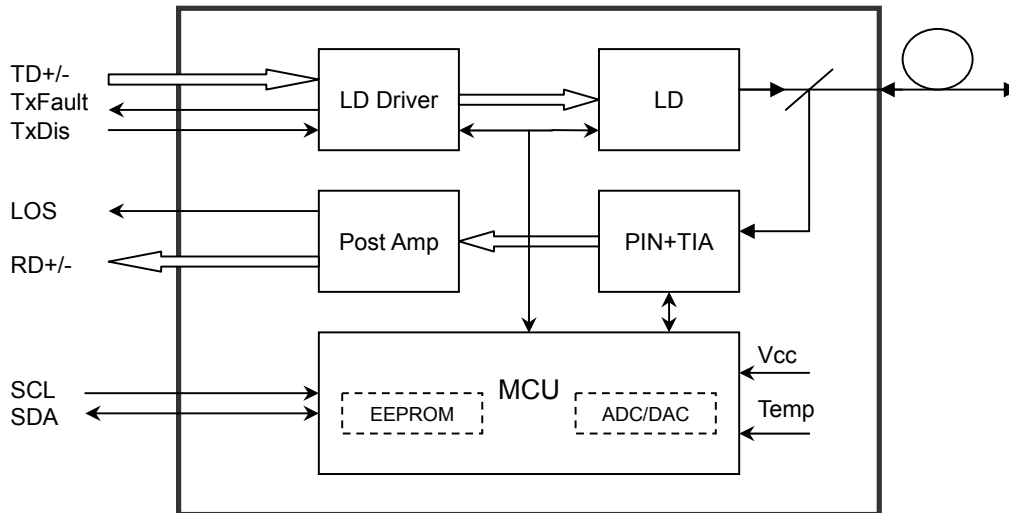 TD+/-
TxFault
TxDis
LD Driver
LD
LOS
RD+/-
Post Amp
PIN+TIA
SCL
SDA
MCU
EEPROM
ADC/DAC
Vcc
Temp